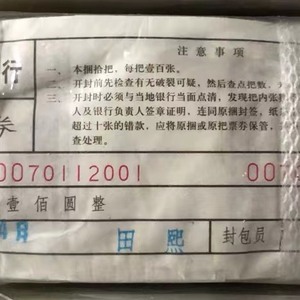 注意事项
行
一、本捆拾把，每把壹百张。
二、开封前先检查有无破裂可疑，然后查点把数、
三、开封时必须与当地银行当面点清，发现把内张
人及银行负责人签章证明，连同原捆封签，纸
超过十张的错款，应将原捆或把票券保管，
查处理。
券
0070112001 007
壹佰圆整
月日 田熙 封包员